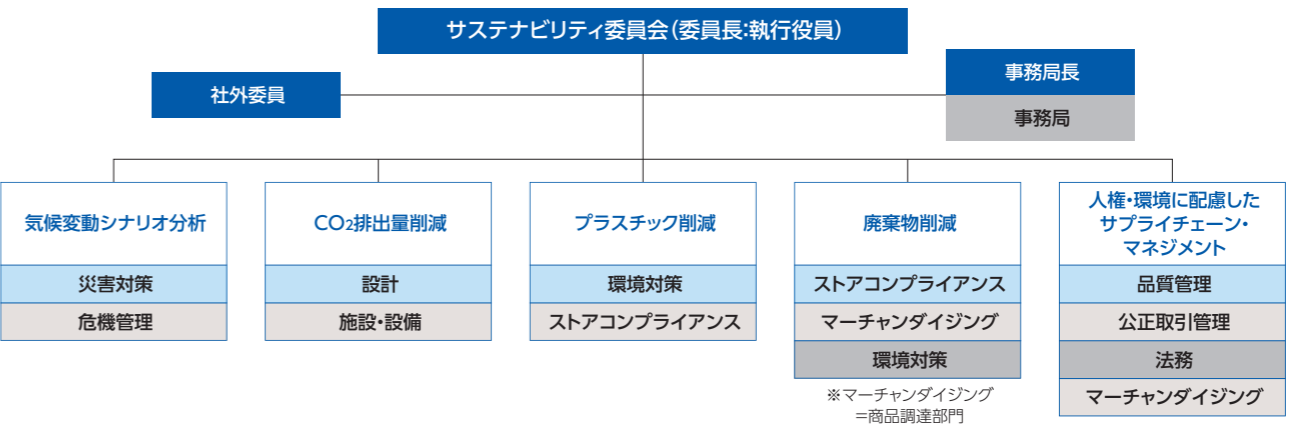 サステナビリティ委員会（委員長：執行役員）
社外委員
事務局長
事務局
気候変動シナリオ分析
災害対策
危機管理
CO2排出量削減
設計
施設・設備
プラスチック削減
環境対策
ストアコンプライアンス
廃棄物削減
ストアコンプライアンス
マーチャンダイジング
環境対策
※マーチャンダイジング
＝商品調達部門
人権・環境に配慮した
サプライチェーン・
マネジメント
品質管理
公正取引管理
法務
マーチャンダイジング